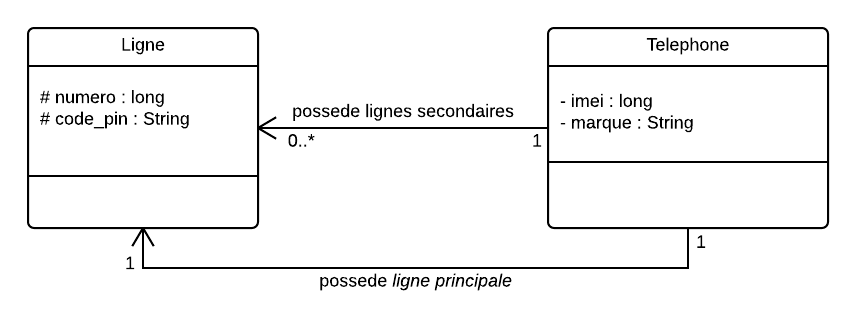 Ligne
# numero : long
# code_pin : String
Telephone
- imei : long
- marque : String
possede lignes secondaires
0..*
1
1
1
possede ligne principale